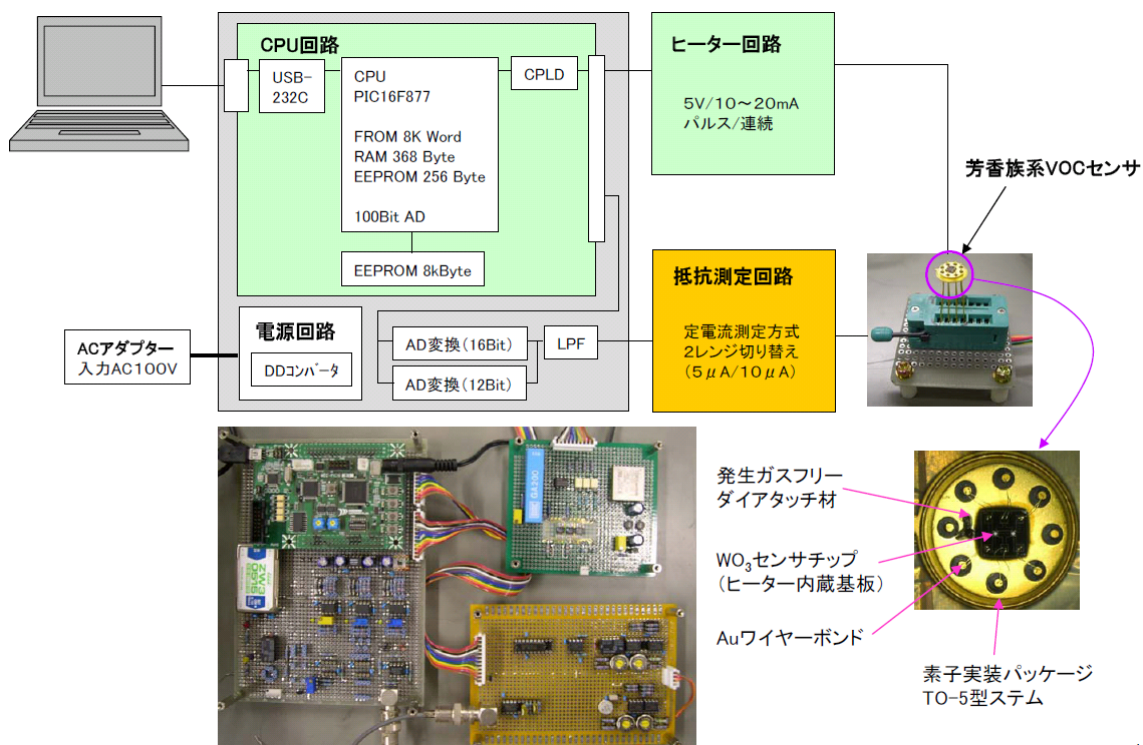 CPU回路
USB-
232C
CPU
PIC16F877
FROM 8K Word
RAM 368 Byte
EEPROM 256 Byte
100Bit AD
CPLD
EEPROM 8kByte
ヒーター回路
5V/10～20mA
パルス/連続
芳香族系VOCセンサ
抵抗測定回路
定電流測定方式
2レンジ切り替え
(5μA/10μA)
電源回路
DDコンバータ
ACアダプター
入力AC100V
AD変換(16Bit)
AD変換(12Bit)
LPF
発生ガスフリー
ダイアタッチ材
WO₃センサチップ
(ヒーター内蔵基板)
Auワイヤーボンド
素子実装パッケージ
TO-5型ステム